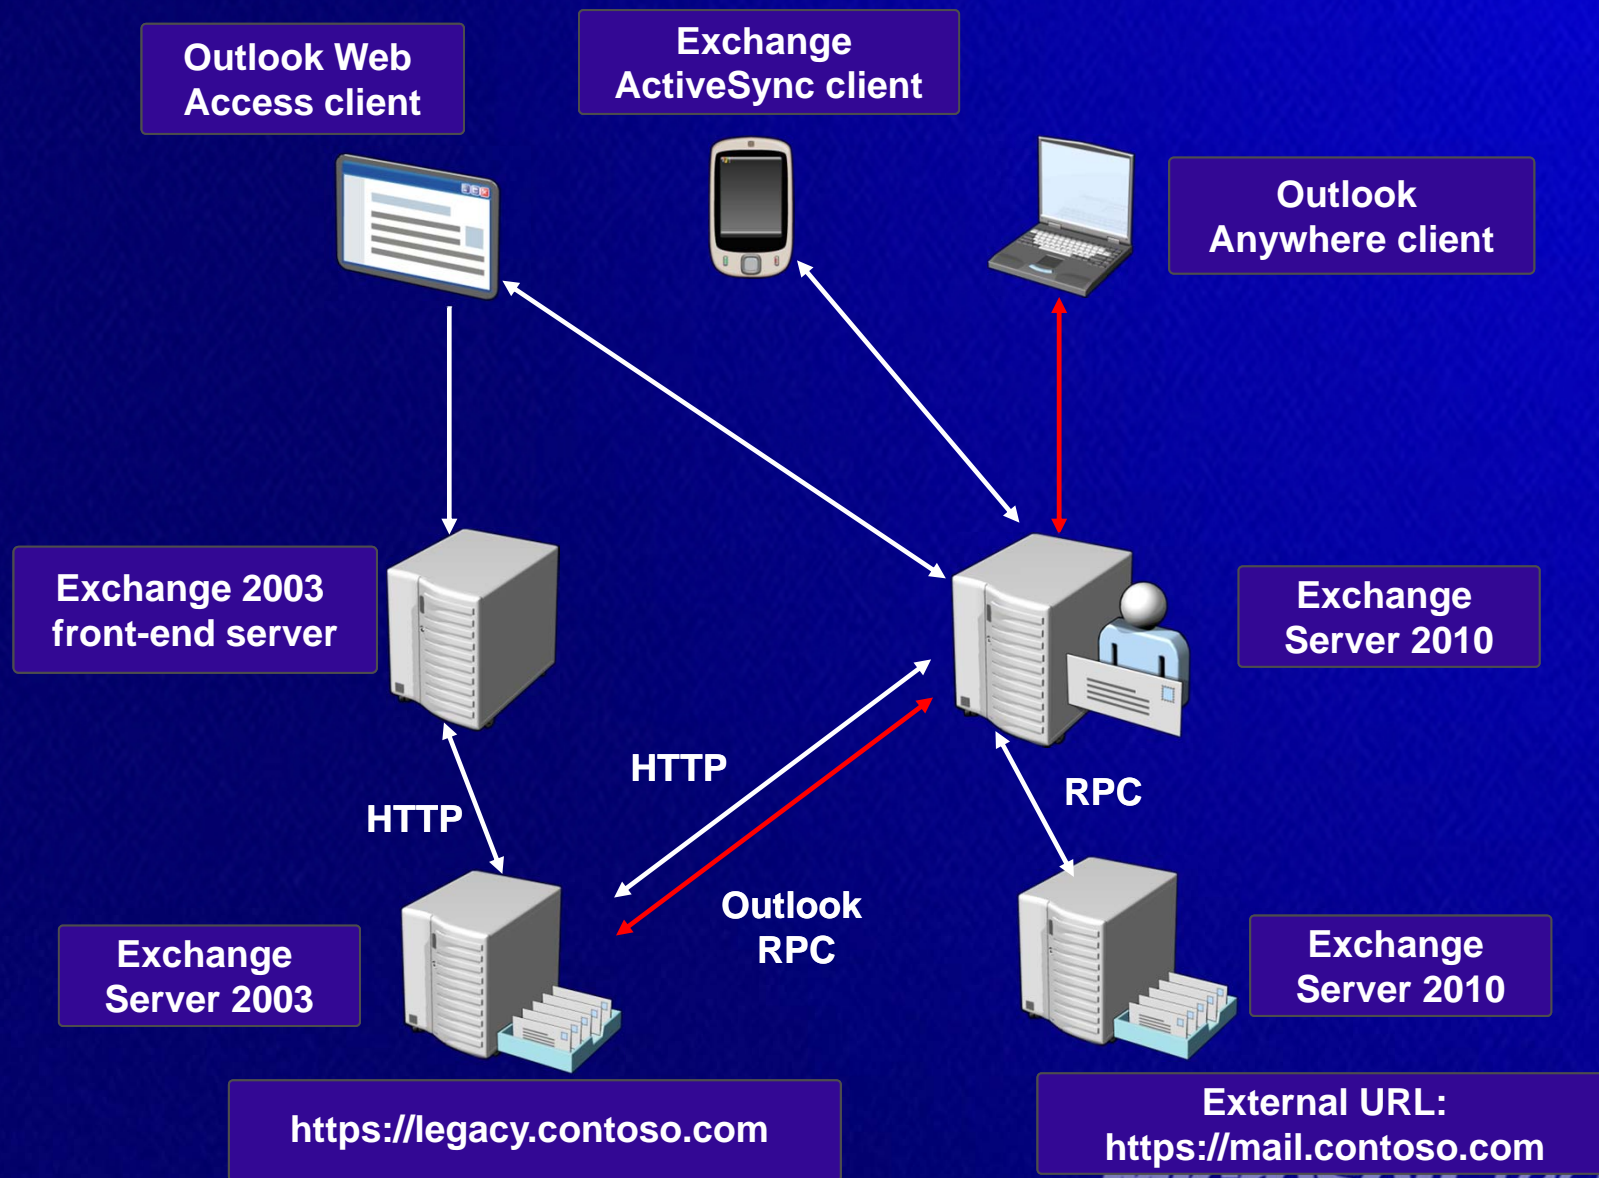 Outlook Web
Access client
Exchange
ActiveSync client
Outlook
Anywhere client
Exchange 2003
front-end server
Exchange
Server 2010
HTTP
HTTP
RPC
Outlook
RPC
Exchange
Server 2003
Exchange
Server 2010
https://legacy.contoso.com
External URL:
https://mail.contoso.com